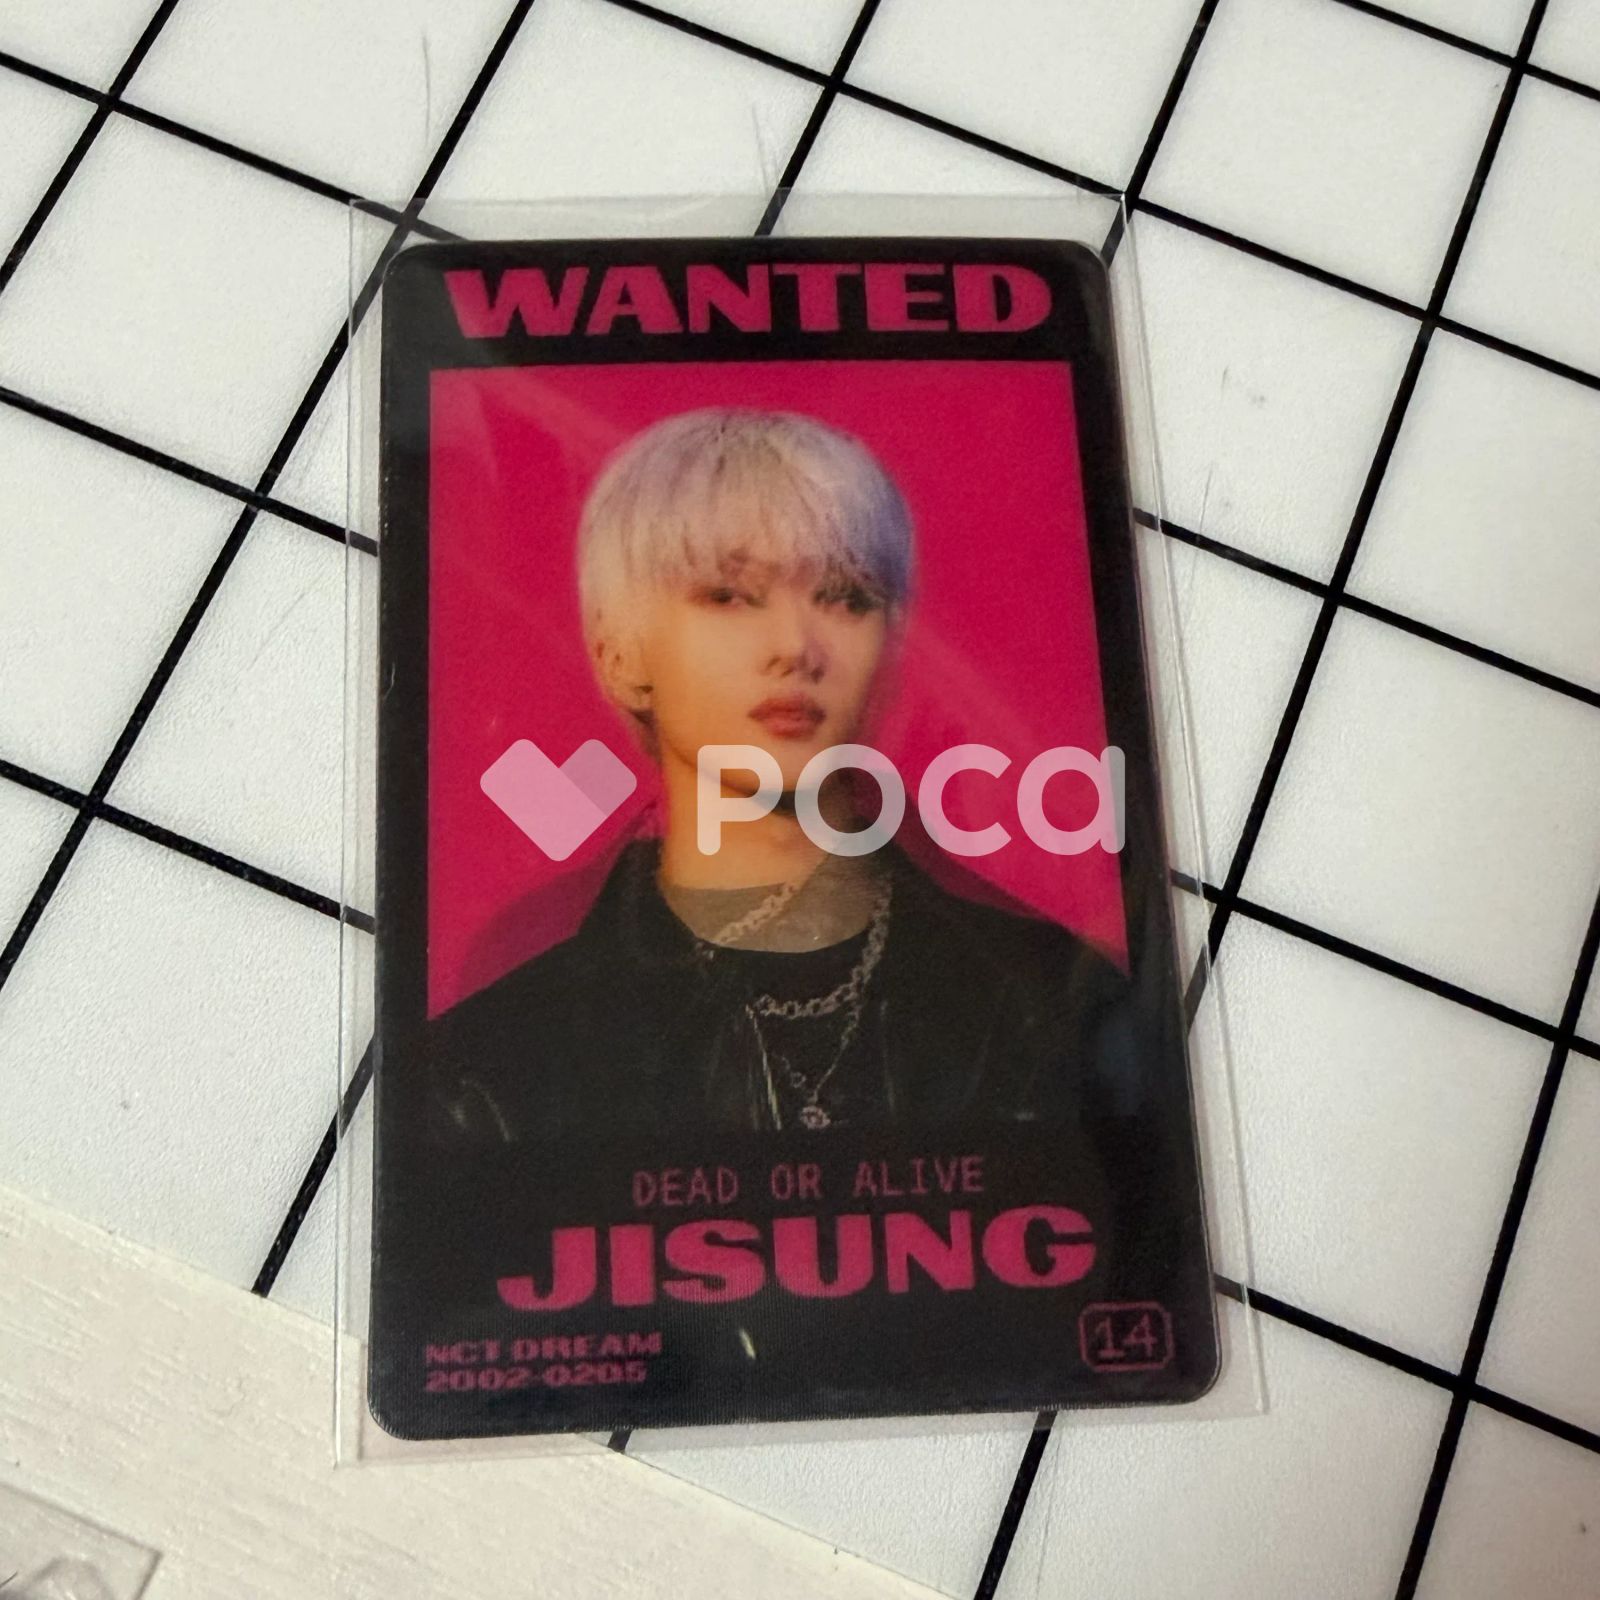 WANTED
poca
DEAD OR ALIVE
JISUNG
NCT DREAM
2002-0205
14